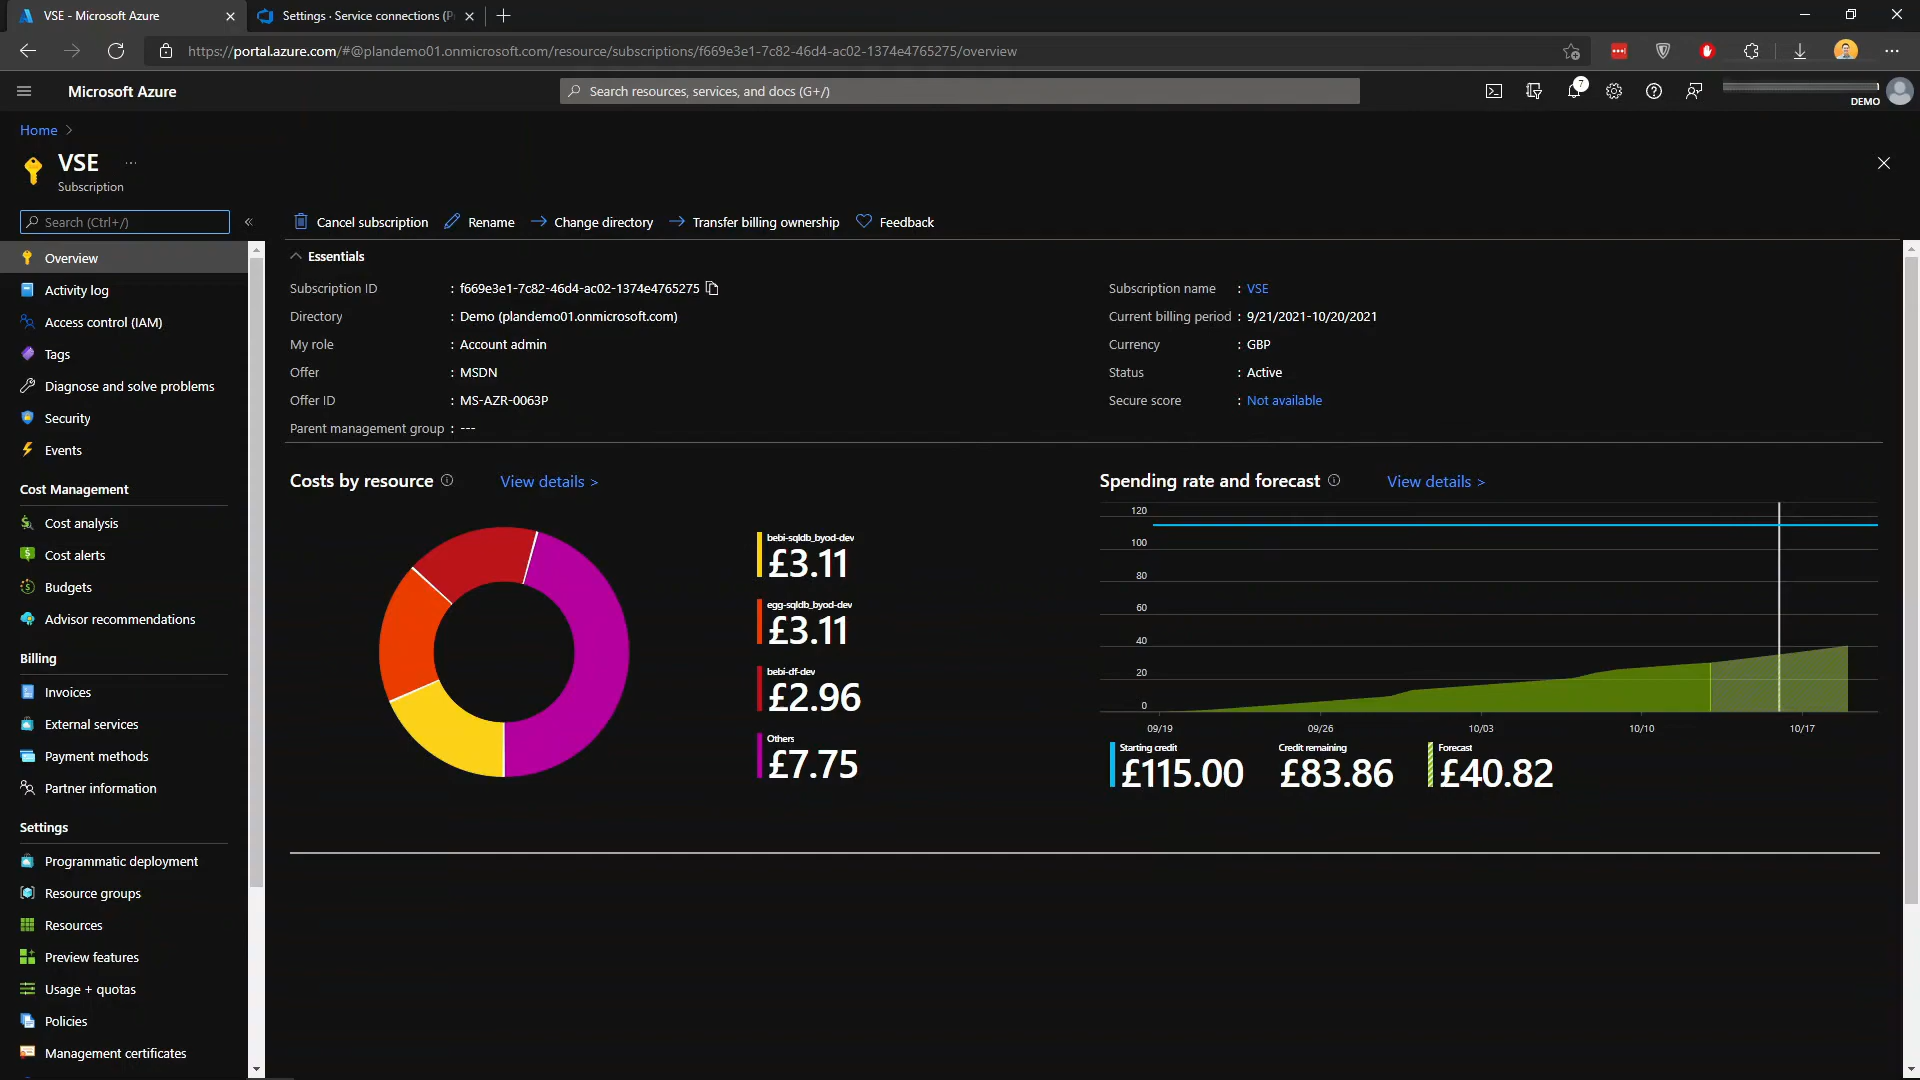 VSE - Microsoft Azure
Settings · Service connections (P
https://portal.azure.com/#@plandemo01.onmicrosoft.com/resource/subscriptions/f669e3e1-7c82-46d4-ac02-1374e4765275/overview
Microsoft Azure
Search resources, services, and docs (G+/)
7
DEMO
Home
VSE
Subscription
Search (Ctrl+/)
Cancel subscription
Rename
Change directory
Transfer billing ownership
Feedback
Overview
Activity log
Access control (IAM)
Tags
Diagnose and solve problems
Security
Events
Cost Management
Cost analysis
Cost alerts
Budgets
Advisor recommendations
Billing
Invoices
External services
Payment methods
Partner information
Settings
Programmatic deployment
Resource groups
Resources
Preview features
Usage + quotas
Policies
Management certificates
Essentials
Subscription ID : f669e3e1-7c82-46d4-ac02-1374e4765275
Directory : Demo (plandemo01.onmicrosoft.com)
My role : Account admin
Offer : MSDN
Offer ID : MS-AZR-0063P
Parent management group : ---
Subscription name : VSE
Current billing period : 9/21/2021-10/20/2021
Currency : GBP
Status : Active
Secure score : Not available
Costs by resource
View details >
bebi-sqldb_byod-dev
£3.11
egg-sqldb_byod-dev
£3.11
bebi-df-dev
£2.96
Others
£7.75
Spending rate and forecast
View details >
120
100
80
60
40
20
0
09/19
09/26
10/03
10/10
10/17
Starting credit
£115.00
Credit remaining
£83.86
Forecast
£40.82